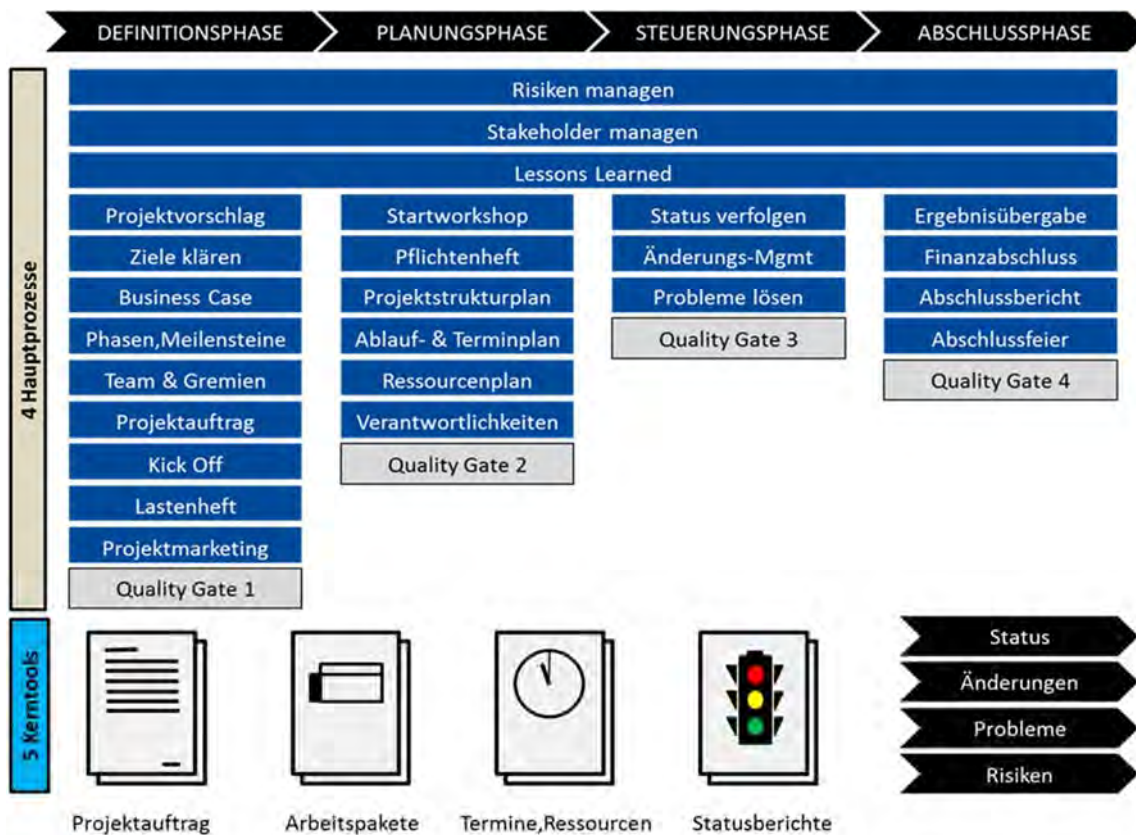 DEFINITIONSPHASE
PLANUNGSPHASE
STEUERUNGSPHASE
ABSCHLUSSPHASE
4 Hauptprozesse
Risiken managen
Stakeholder managen
Lessons Learned
Projektvorschlag
Ziele klären
Business Case
Phasen,Meilensteine
Team & Gremien
Projektauftrag
Kick Off
Lastenheft
Projektmarketing
Quality Gate 1
Startworkshop
Pflichtenheft
Projektstrukturplan
Ablauf- & Terminplan
Ressourcenplan
Verantwortlichkeiten
Quality Gate 2
Status verfolgen
Änderungs-Mgmt
Probleme lösen
Quality Gate 3
Ergebnisübergabe
Finanzabschluss
Abschlussbericht
Abschlussfeier
Quality Gate 4
5 Kerntools
Projektauftrag
Arbeitspakete
Termine,Ressourcen
Statusberichte
Status
Änderungen
Probleme
Risiken